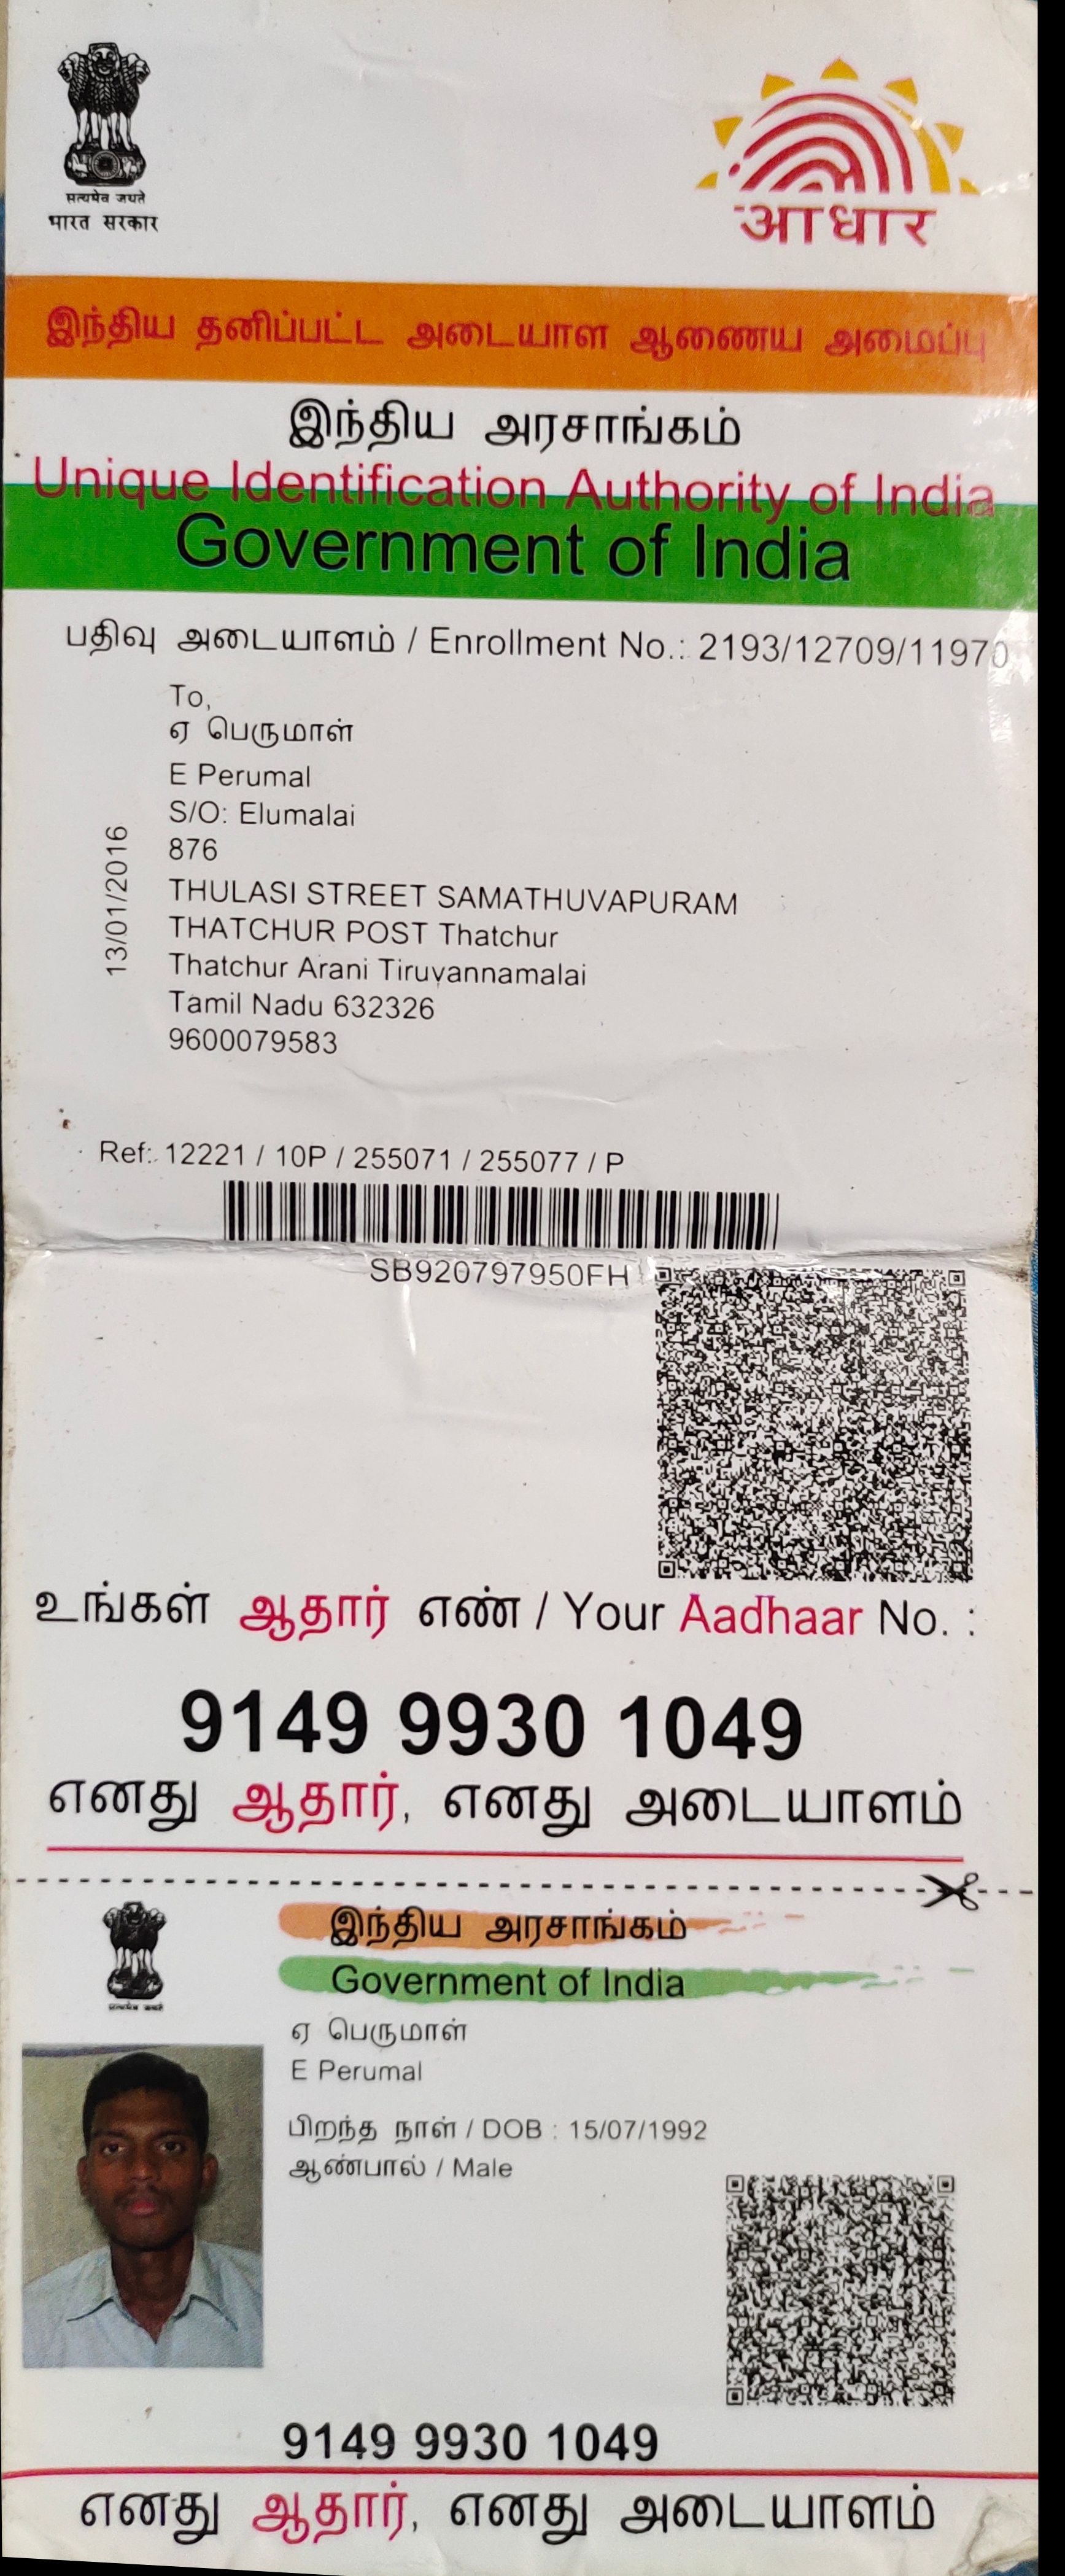 सत्यमेव जयते
भारत सरकार
आधार
இந்திய தனிப்பட்ட அடையாள ஆணைய அமைப்பு
இந்திய அரசாங்கம்
Unique Identification Authority of India
Government of India
பதிவு அடையாளம் / Enrollment No.: 2193/12709/11970
To,
ஏ பெருமாள்
E Perumal
S/O: Elumalai
876
THULASI STREET SAMATHUVAPURAM
THATCHUR POST Thatchur
Thatchur Arani Tiruvannamalai
Tamil Nadu 632326
9600079583
13/01/2016
Ref: 12221 / 10P / 255071 / 255077 / P
SB920797950FH
உங்கள் ஆதார் எண் / Your Aadhaar No. :
9149 9930 1049
எனது ஆதார், எனது அடையாளம்
இந்திய அரசாங்கம்
Government of India
ஏ பெருமாள்
E Perumal
பிறந்த நாள் / DOB : 15/07/1992
ஆண்பால் / Male
9149 9930 1049
எனது ஆதார், எனது அடையாளம்